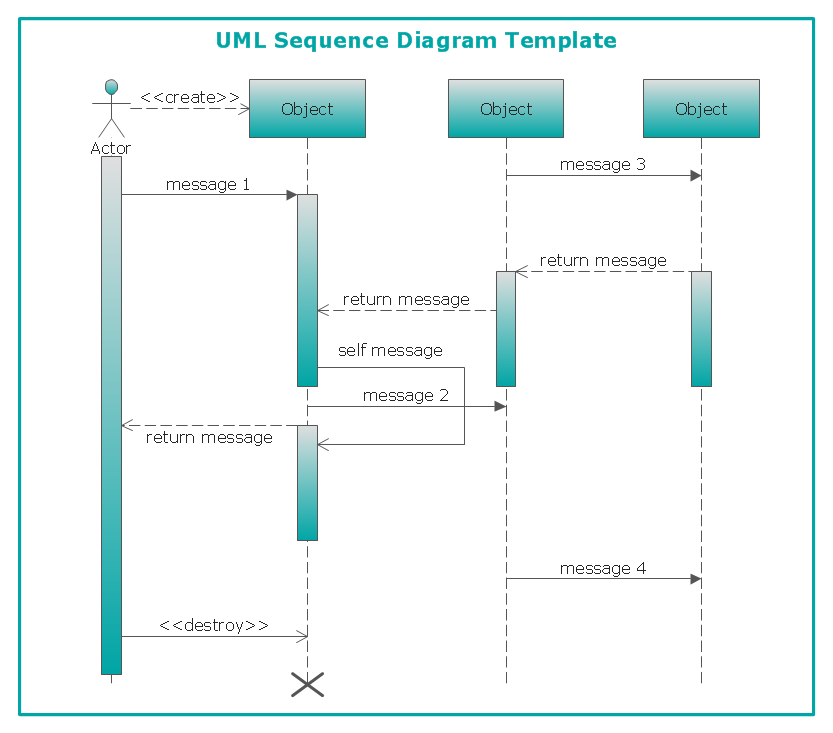 UML Sequence Diagram Template
<<create>>
Object
Object
Object
Actor
message 3
message 1
return message
return message
self message
message 2
return message
message 4
<<destroy>>